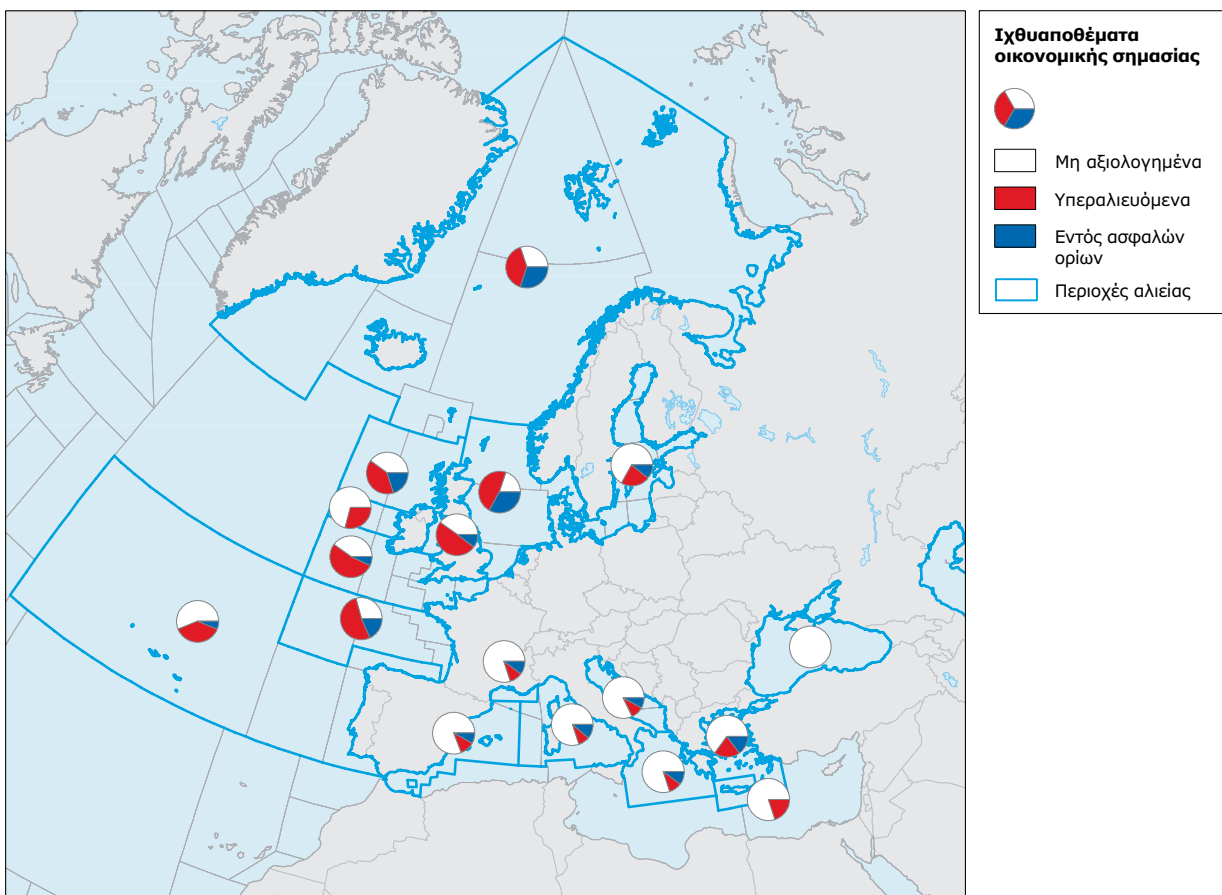 Ιχθυαποθέματα
οικονομικής σημασίας
Μη αξιολογημένα
Υπεραλιευόμενα
Εντός ασφαλών
ορίων
Περιοχές αλιείας